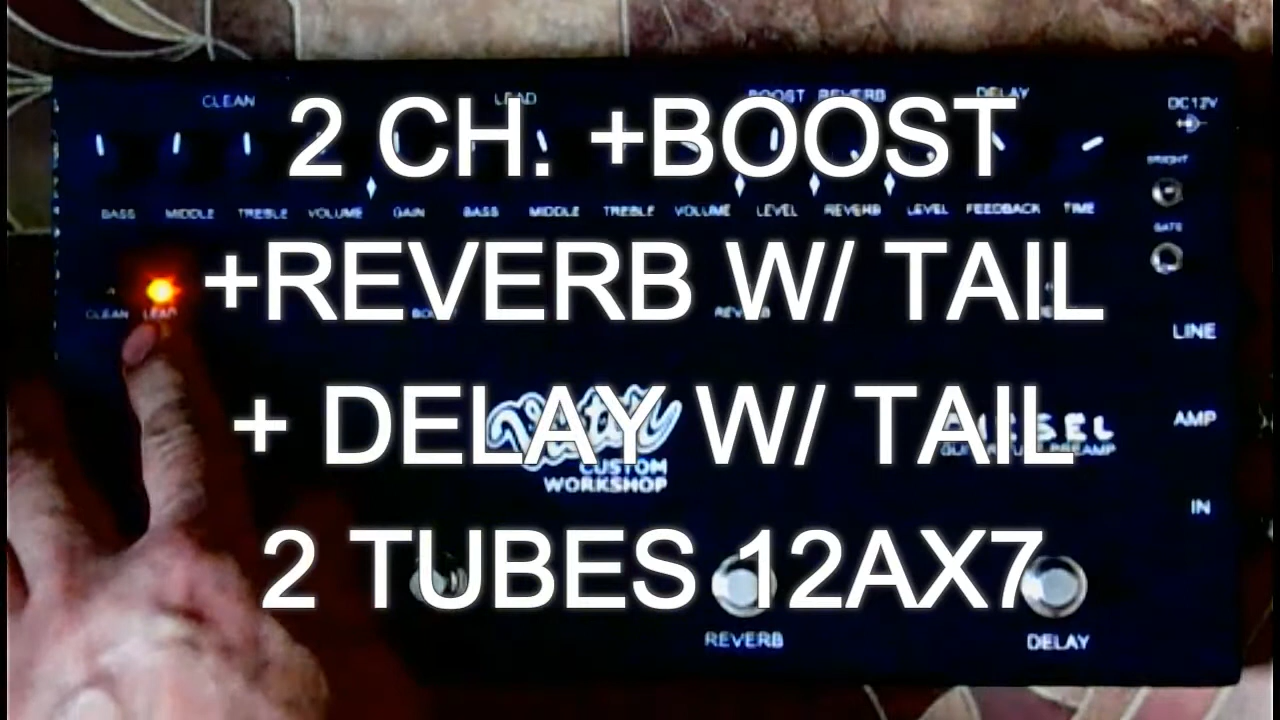 CLEAN LEAD BOOST REVERB DELAY
DC12V
2 CH. +BOOST
BRIGHT
BASS MIDDLE TREBLE VOLUME GAIN BASS MIDDLE TREBLE VOLUME LEVEL REVERB LEVEL FEEDBACK TIME
GATE
+REVERB W/ TAIL
CLEAN LEAD
LINE
+ DELAY W/ TAIL
AMP
CUSTOM
WORKSHOP
IN
2 TUBES 12AX7
REVERB DELAY